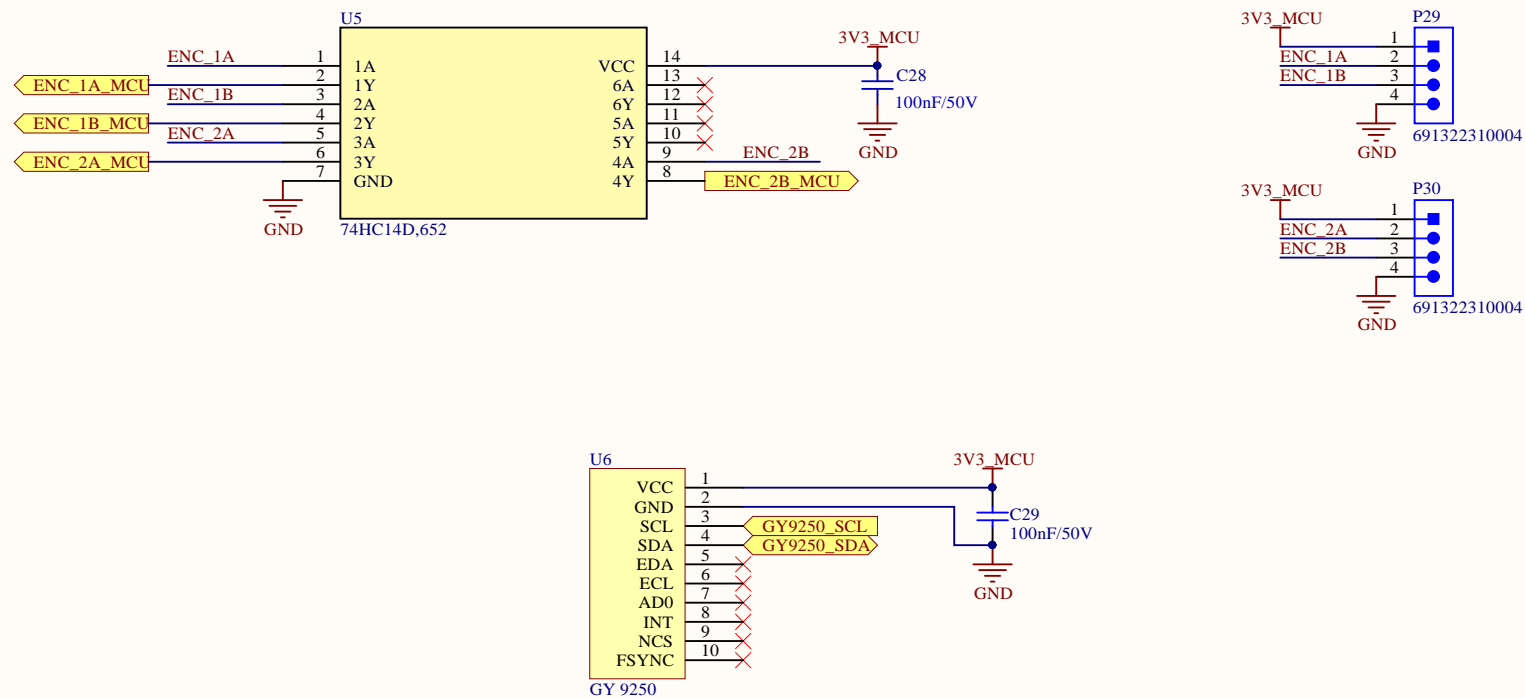 U5
ENC_1A
1
1A
ENC_1A_MCU
2
1Y
ENC_1B
3
2A
ENC_1B_MCU
4
2Y
ENC_2A
5
3A
ENC_2A_MCU
6
3Y
7
GND
GND
VCC
14
6A
13
6Y
12
5A
11
5Y
10
4A
9
ENC_2B
4Y
8
ENC_2B_MCU
74HC14D,652
3V3_MCU
C28
100nF/50V
GND
3V3_MCU
P29
1
ENC_1A
2
ENC_1B
3
4
GND
691322310004
3V3_MCU
P30
1
ENC_2A
2
ENC_2B
3
4
GND
691322310004
U6
VCC
1
GND
2
SCL
3
GY9250_SCL
SDA
4
GY9250_SDA
EDA
5
ECL
6
AD0
7
INT
8
NCS
9
FSYNC
10
GY 9250
3V3_MCU
C29
100nF/50V
GND